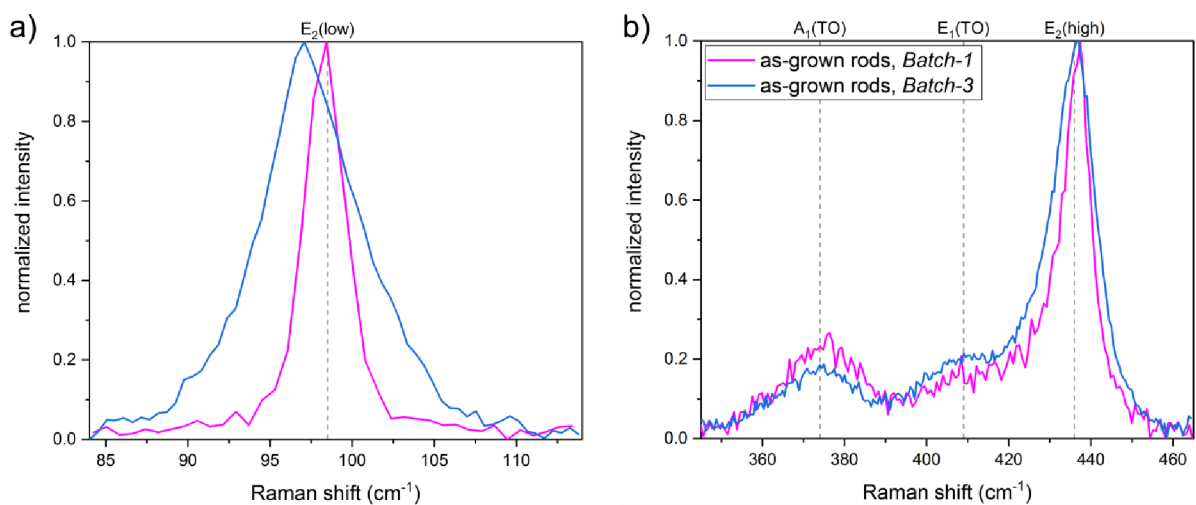 a)
E₂(low)
1.0
0.8
0.6
0.4
0.2
0.0
normalized intensity
85 90 95 100 105 110
Raman shift (cm⁻¹)
b)
A₁(TO) E₁(TO) E₂(high)
as-grown rods, Batch-1
as-grown rods, Batch-3
1.0
0.8
0.6
0.4
0.2
0.0
normalized intensity
360 380 400 420 440 460
Raman shift (cm⁻¹)